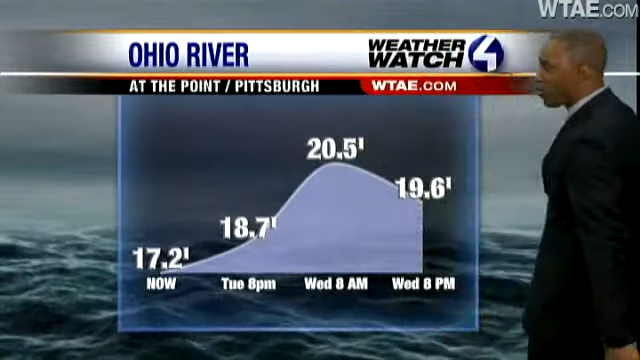 WTAE.COM
OHIO RIVER
WEATHER
WATCH 4
AT THE POINT / PITTSBURGH
WTAE.COM
20.5'
19.6'
18.7'
17.2'
NOW
Tue 8pm
Wed 8 AM
Wed 8 PM